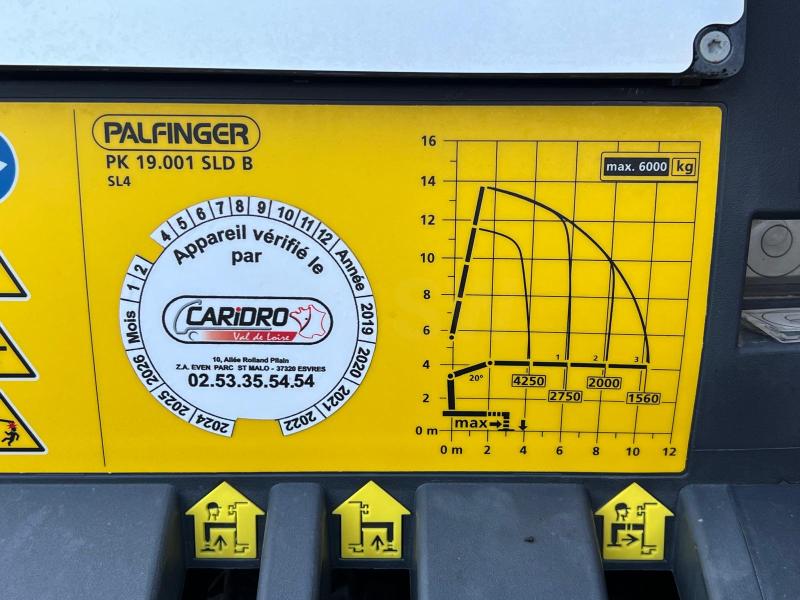 PALFINGER
PK 19.001 SLD B
SL4
Mois 1 2 4 5 6 7 8 9 10 11 12 Année 2019 2020 2021 2022 2024 2025 2026
Appareil vérifié le
par
CARIDRO
Val de Loire
10, Allée Rolland Pilain
Z.A. EVEN PARC ST MALO - 37320 ESVRES
02.53.35.54.54
max. 6000 kg
16
14
12
10
8
6
4
2
0 m
20°
1 2 3
4250 2000
2750 1560
max
0 m 2 4 6 8 10 12